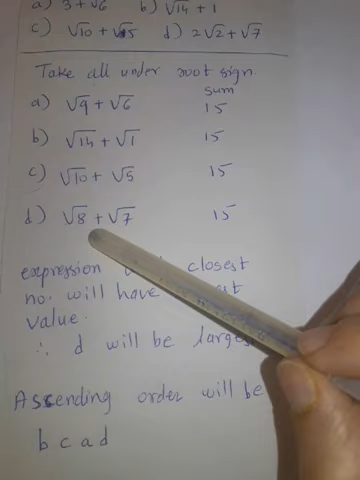 a) 3+√6 b) √14 + 1
c) √10 + √5 d) 2√2 + √7
Take all under root sign.
sum
a) √9 + √6 15
b) √14 + √1 15
c) √10 + √5 15
d) √8 + √7 15
expression closest
no. will have
value.
∴ d will be
Ascending order will be
b c a d